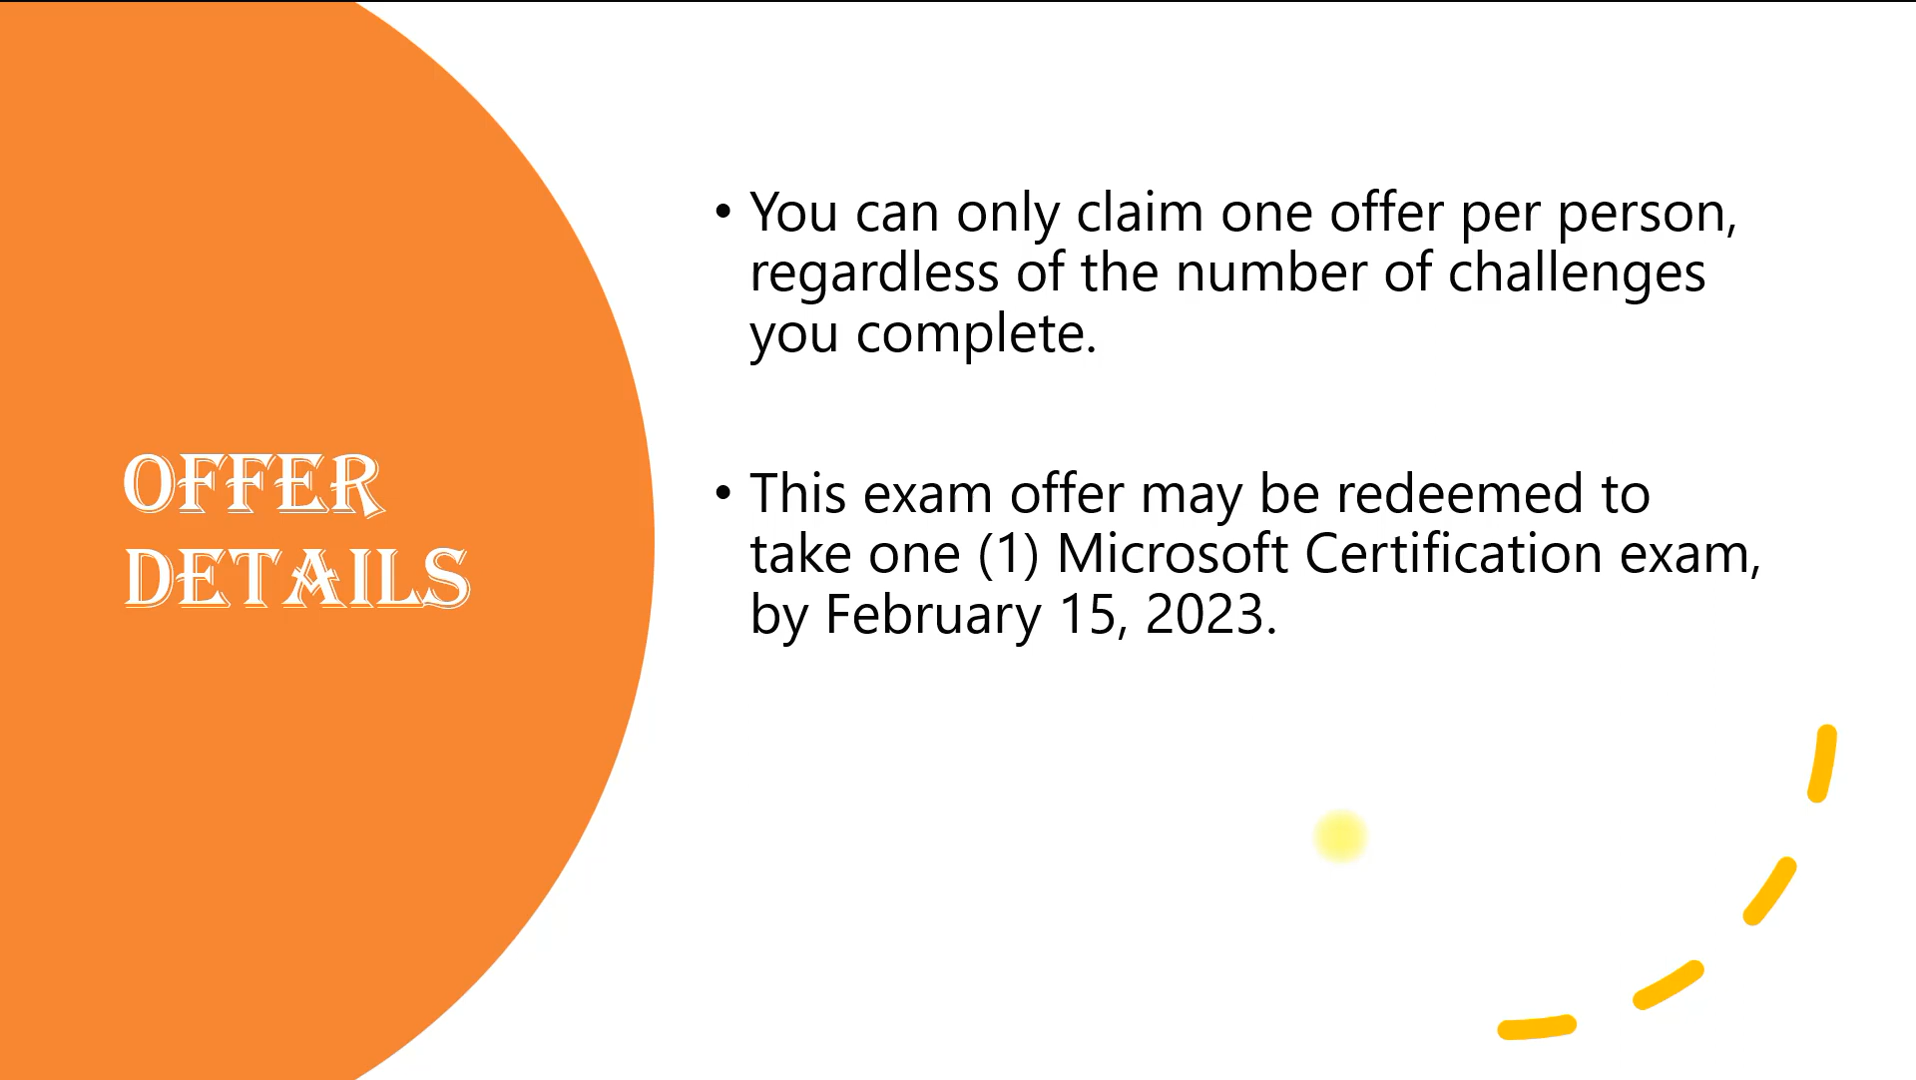 OFFER
DETAILS
• You can only claim one offer per person,
regardless of the number of challenges
you complete.
• This exam offer may be redeemed to
take one (1) Microsoft Certification exam,
by February 15, 2023.